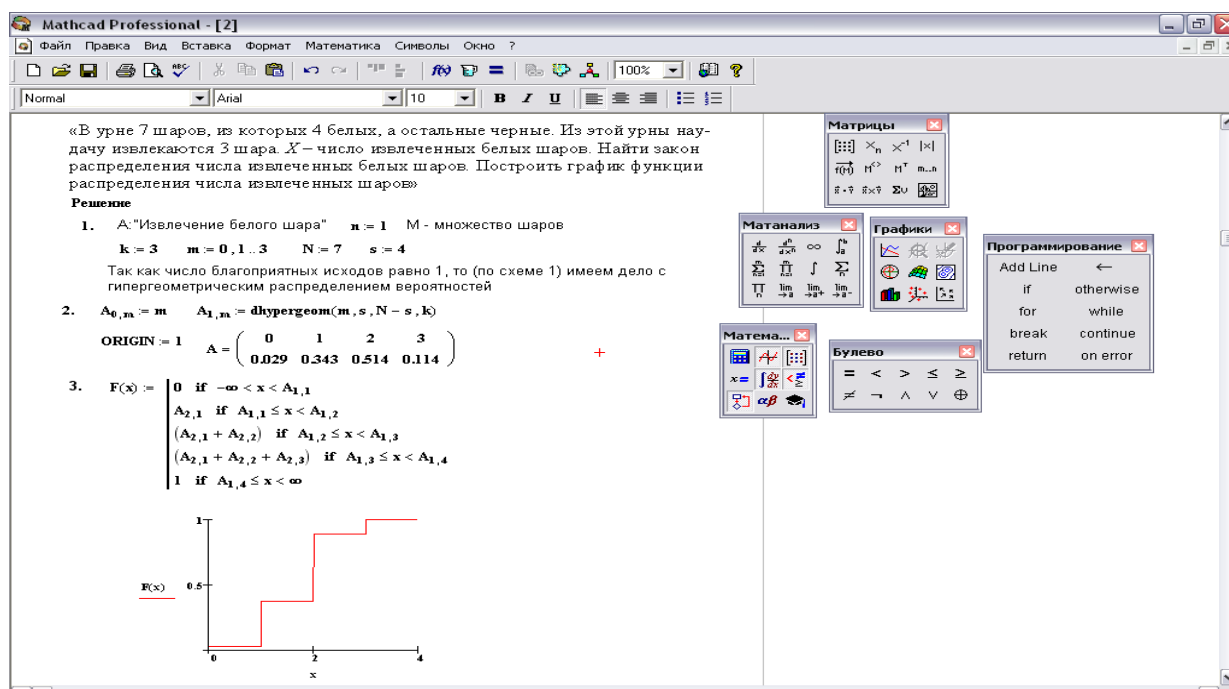 Mathcad Professional - [2]
Файл Правка Вид Вставка Формат Математика Символы Окно ?
100%
Normal Arial 10 B I U
«В урне 7 шаров, из которых 4 белых, а остальные черные. Из этой урны нау-
дачу извлекаются 3 шара. X – число извлеченных белых шаров. Найти закон
распределения числа извлеченных белых шаров. Построить график функции
распределения числа извлеченных шаров»
Решение
1. А:"Извлечение белого шара" n := 1 М - множество шаров
k := 3 m := 0 , 1 .. 3 N := 7 s := 4
Так как число благоприятных исходов равно 1, то (по схеме 1) имеем дело с
гипергеометрическим распределением вероятностей
2. A0,m := m A1,m := dhypergeom(m , s , N − s , k)
ORIGIN := 1 A = ( 0 1 2 3
0.029 0.343 0.514 0.114 )
3. F(x) := 0 if −∞ < x < A1,1
A2,1 if A1,1 ≤ x < A1,2
(A2,1 + A2,2) if A1,2 ≤ x < A1,3
(A2,1 + A2,2 + A2,3) if A1,3 ≤ x < A1,4
1 if A1,4 ≤ x < ∞
1
F(x) 0.5
0 2 4
x
Матрицы
[:::] ×n ×⁻¹ |×|
f(M) M<> Mᵀ m..n
Матанализ
Графики
Программирование
Add Line ←
if otherwise
for while
break continue
return on error
Матема...
x= αβ
Булево
= < > ≤ ≥
≠ ¬ ∧ ∨ ⊕